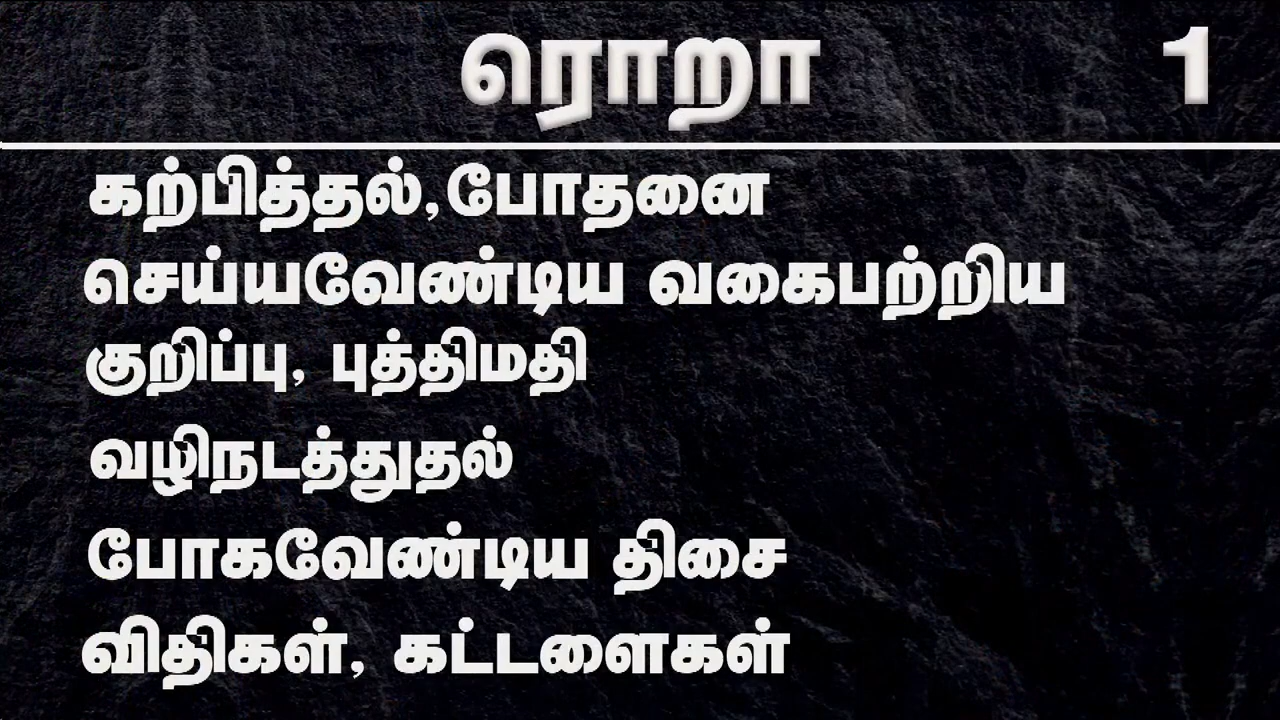 ரொறா 1
கற்பித்தல்,போதனை
செய்யவேண்டிய வகைபற்றிய
குறிப்பு, புத்திமதி
வழிநடத்துதல்
போகவேண்டிய திசை
விதிகள், கட்டளைகள்